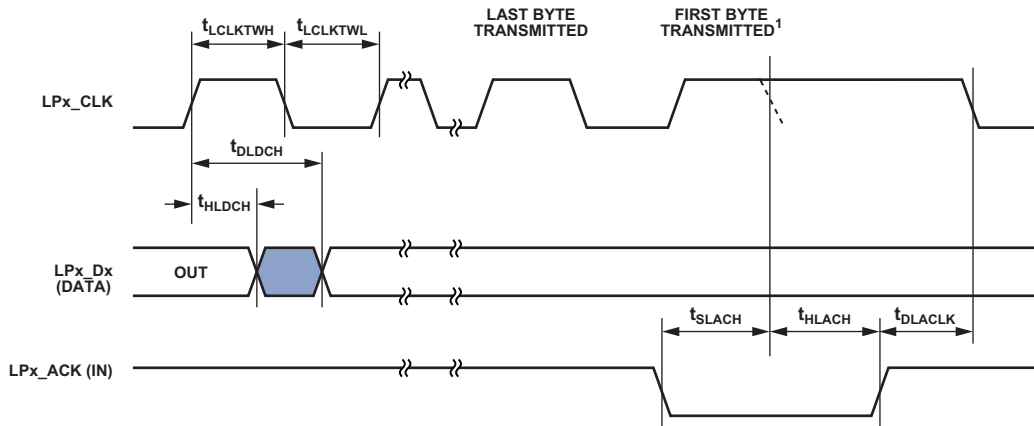 LAST BYTE
TRANSMITTED
FIRST BYTE
TRANSMITTED1
tLCLKTWH
tLCLKTWL
LPx_CLK
tDLDCH
tHLDCH
LPx_Dx
(DATA)
OUT
tSLACH
tHLACH
tDLACLK
LPx_ACK (IN)